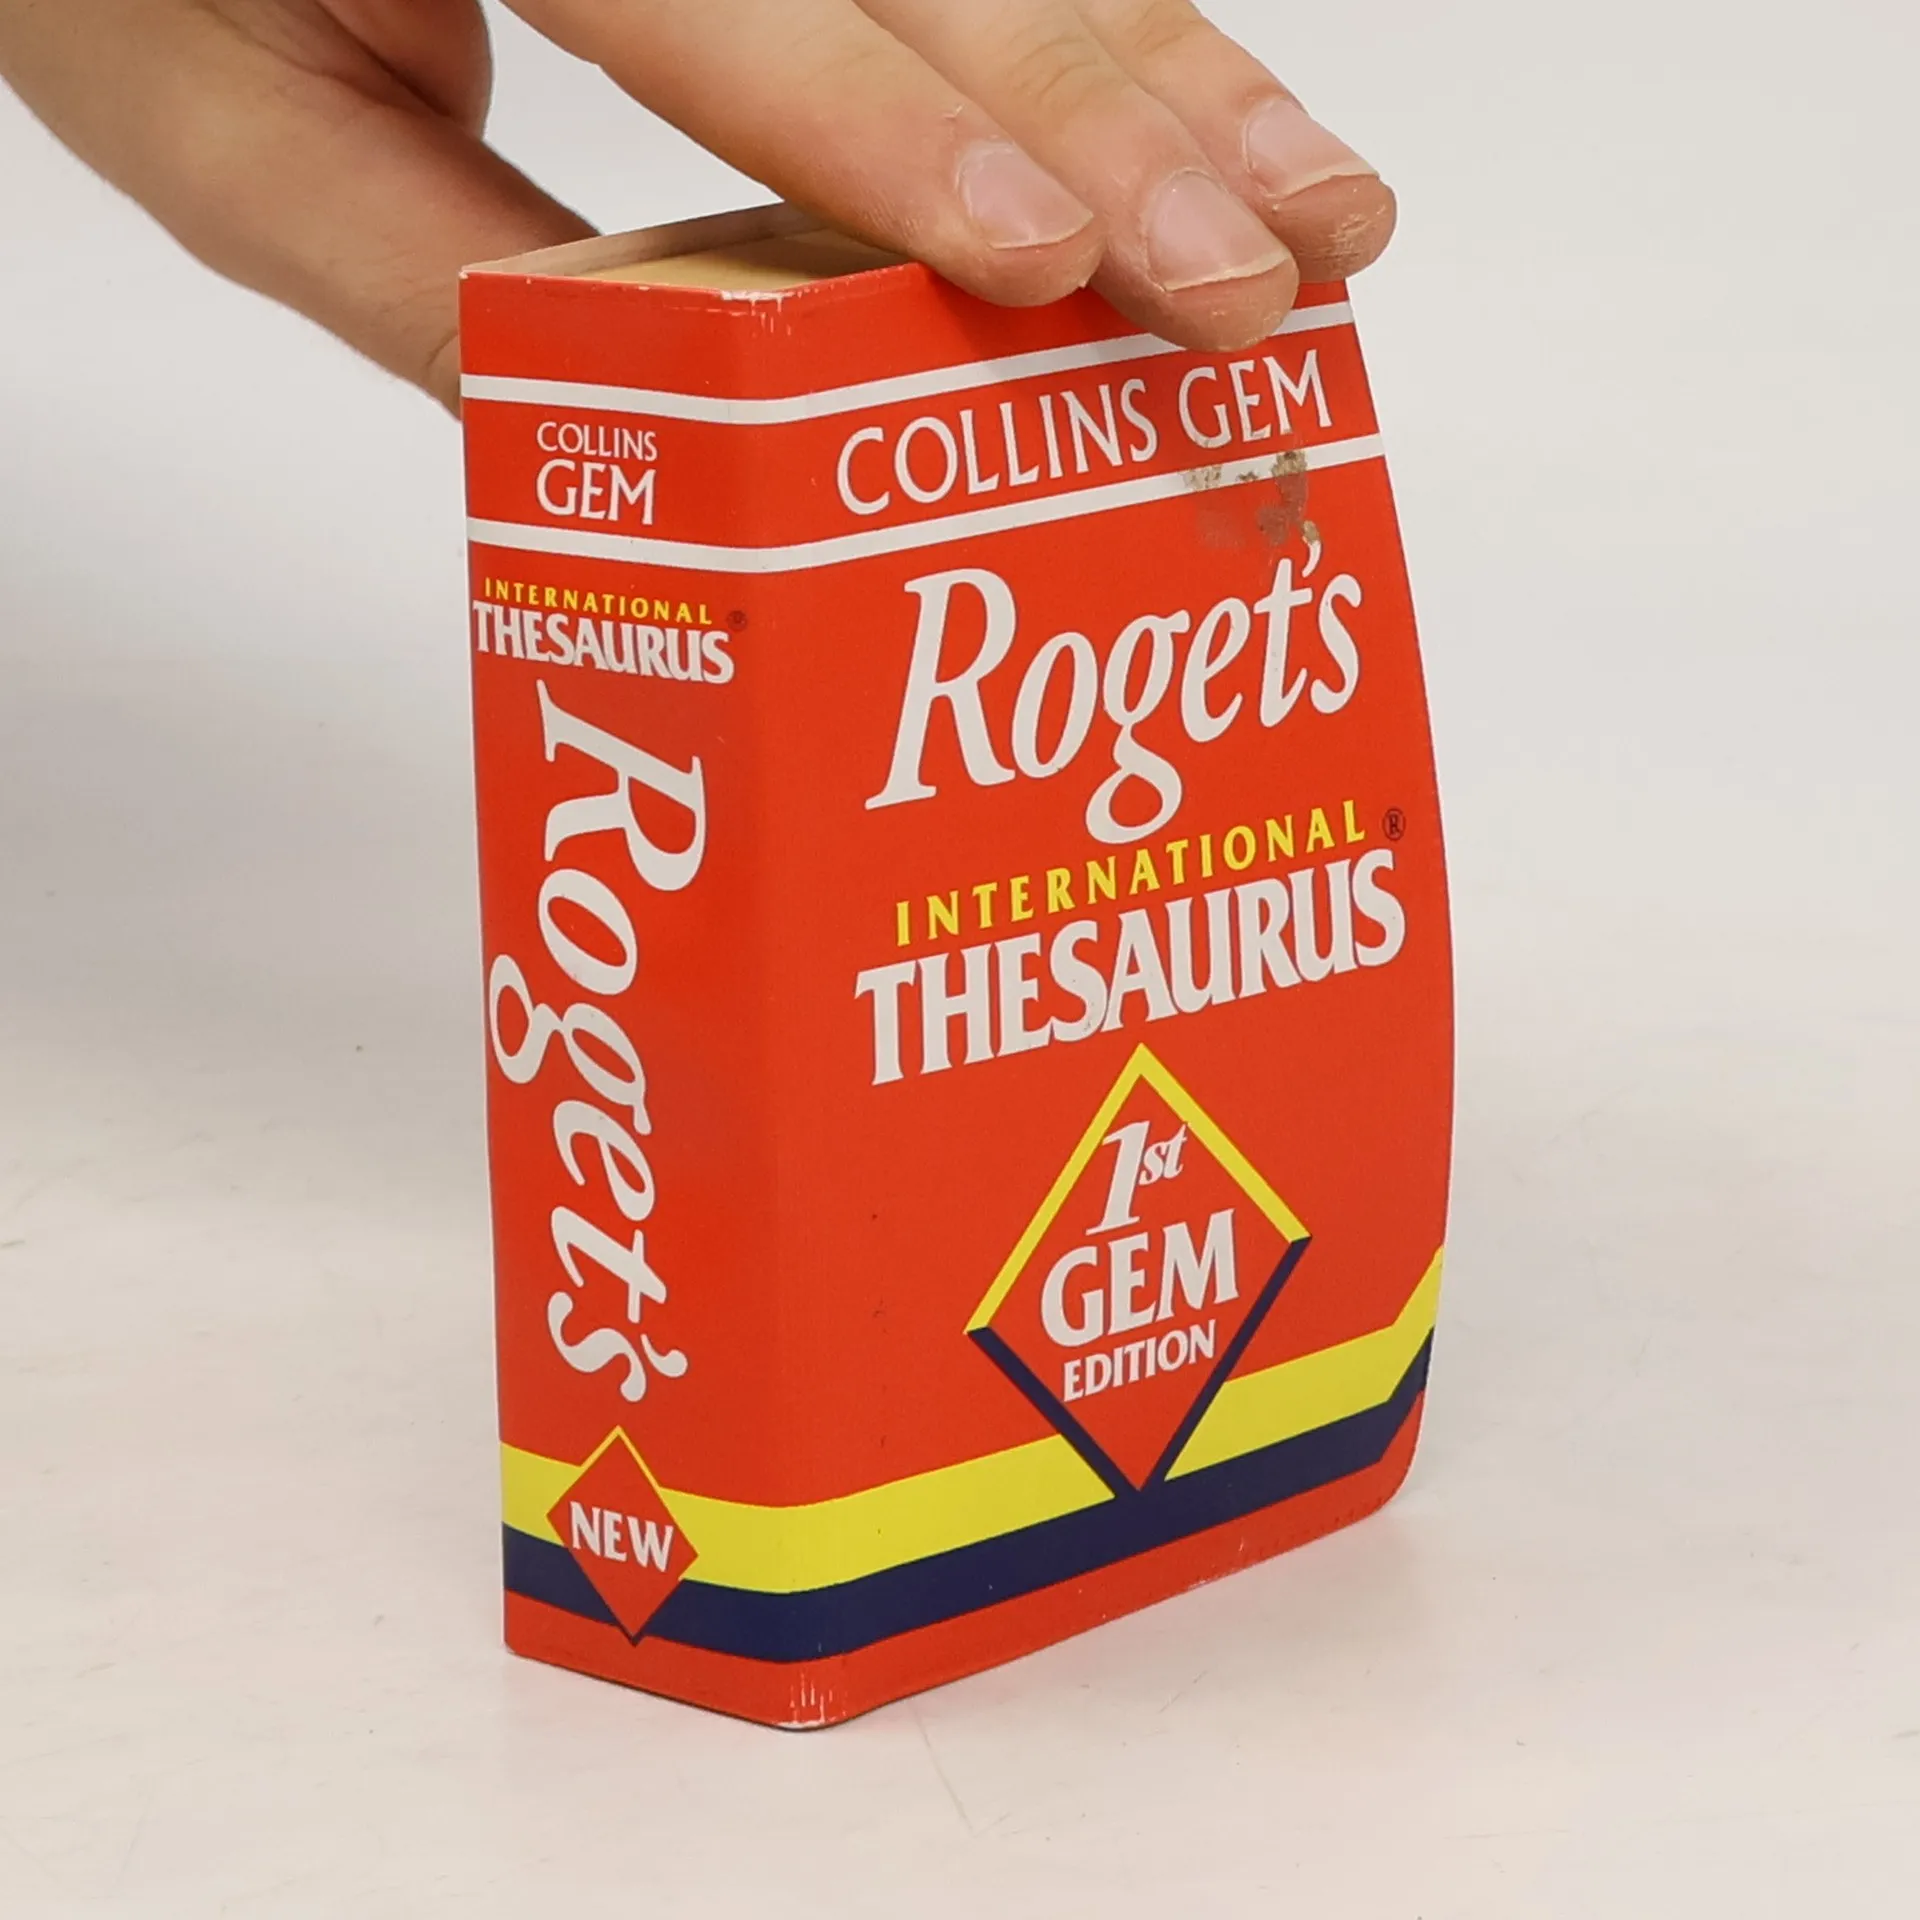 COLLINS
GEM
INTERNATIONAL
THESAURUS ®
Roget's
NEW
COLLINS GEM
Roget's
INTERNATIONAL ®
THESAURUS
1st
GEM
EDITION